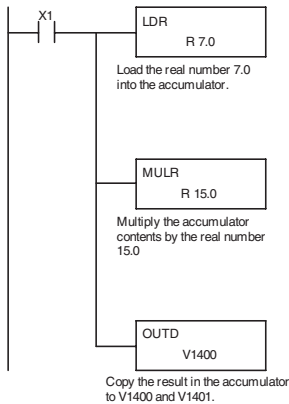 X1
LDR
R 7.0
Load the real number 7.0
into the accumulator.
MULR
R 15.0
Multiply the accumulator
contents by the real number
15.0
OUTD
V1400
Copy the result in the accumulator
to V1400 and V1401.